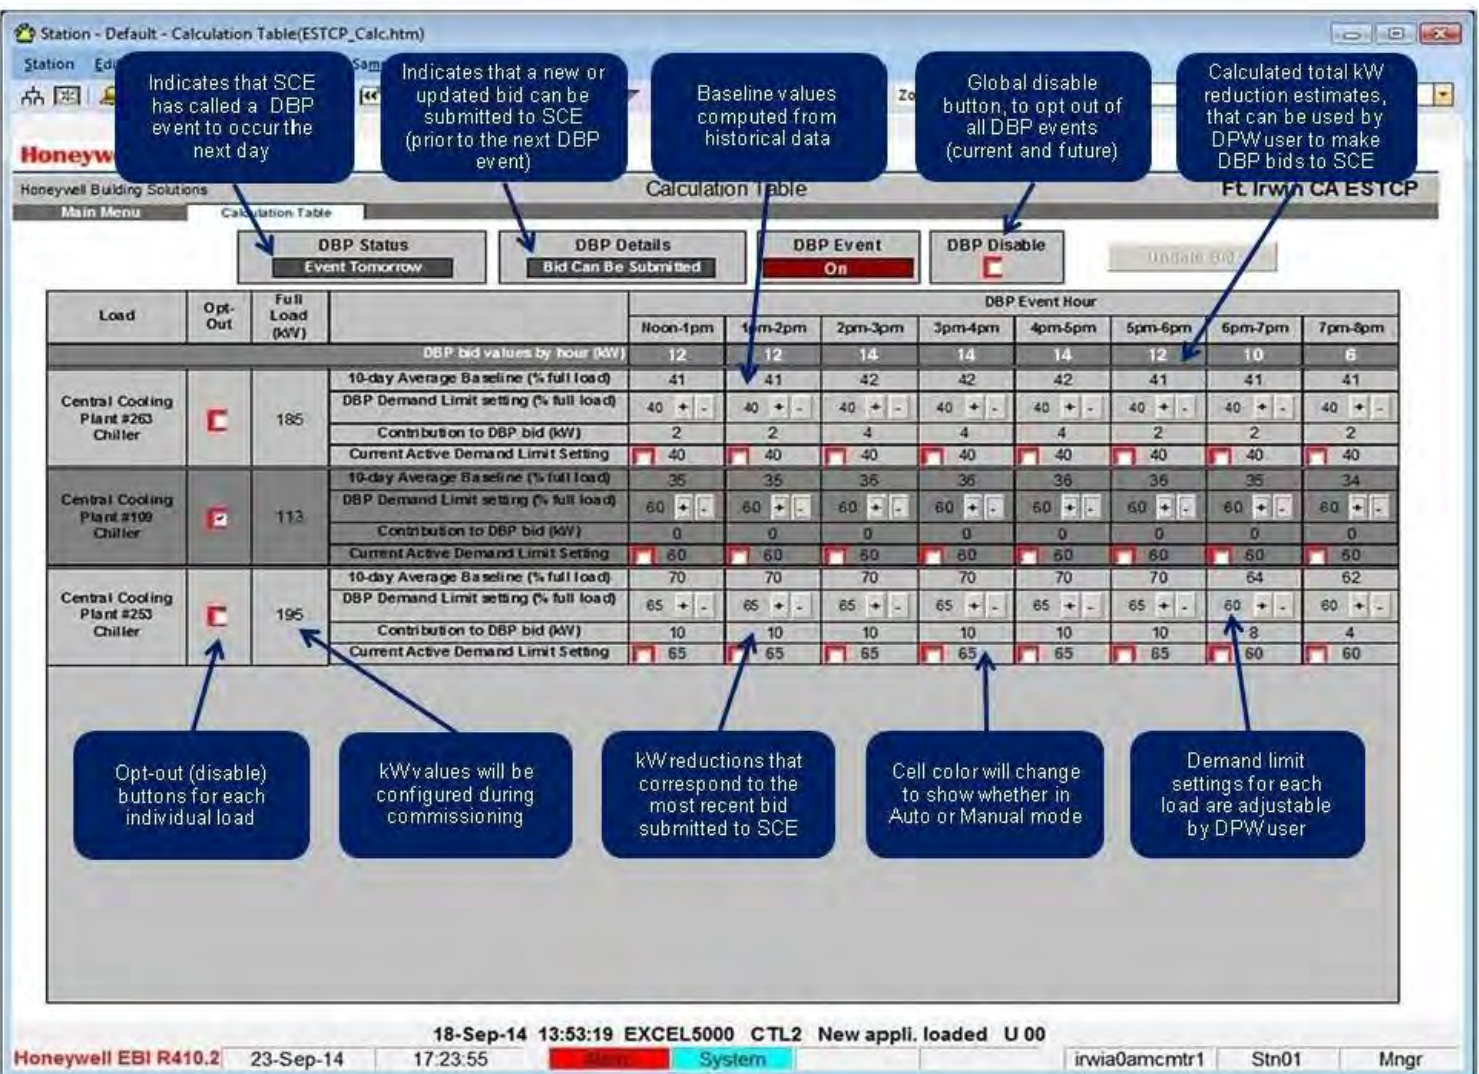 Station - Default - Calculation Table(ESTCP_Calc.htm)
Station
Indicates that SCE
has called a DBP
event to occur the
next day
Indicates that a new or
updated bid can be
submitted to SCE
(prior to the next DBP
event)
Baseline values
computed from
historical data
Global disable
button, to opt out of
all DBP events
(current and future)
Calculated total kW
reduction estimates,
that can be used by
DPW user to make
DBP bids to SCE
Honeyw
Honeywell Building Solutions
Calculation Table
Ft. Irwin CA ESTCP
Main Menu Calculation Table
DBP Status DBP Details DBP Event DBP Disable
Event Tomorrow Bid Can Be Submitted On Update Bid
Load Opt-Out Full Load (kW) DBP Event Hour
Noon-1pm 1pm-2pm 2pm-3pm 3pm-4pm 4pm-5pm 5pm-6pm 6pm-7pm 7pm-8pm
DBP bid values by hour (kW) 12 12 14 14 14 12 10 6
Central Cooling Plant #263 Chiller 185
10-day Average Baseline (% full load) 41 41 42 42 42 41 41 41
DBP Demand Limit setting (% full load) 40 + - 40 + - 40 + - 40 + - 40 + - 40 + - 40 + - 40 + -
Contribution to DBP bid (kW) 2 2 4 4 4 2 2 2
Current Active Demand Limit Setting 40 40 40 40 40 40 40 40
Central Cooling Plant #109 Chiller 113
10-day Average Baseline (% full load) 35 35 36 36 36 36 35 34
DBP Demand Limit setting (% full load) 60 + - 60 + - 60 + - 60 + - 60 + - 60 + - 60 + - 60 + -
Contribution to DBP bid (kW) 0 0 0 0 0 0 0 0
Current Active Demand Limit Setting 60 60 60 60 60 60 60 60
Central Cooling Plant #253 Chiller 195
10-day Average Baseline (% full load) 70 70 70 70 70 70 64 62
DBP Demand Limit setting (% full load) 65 + - 65 + - 65 + - 65 + - 65 + - 65 + - 60 + - 60 + -
Contribution to DBP bid (kW) 10 10 10 10 10 10 8 4
Current Active Demand Limit Setting 65 65 65 65 65 65 60 60
Opt-out (disable)
buttons for each
individual load
kW values will be
configured during
commissioning
kW reductions that
correspond to the
most recent bid
submitted to SCE
Cell color will change
to show whether in
Auto or Manual mode
Demand limit
settings for each
load are adjustable
by DPW user
18-Sep-14 13:53:19 EXCEL5000 CTL2 New appli. loaded U 00
Honeywell EBI R410.2 23-Sep-14 17:23:55 Alarm System irwia0amcmtr1 Stn01 Mngr